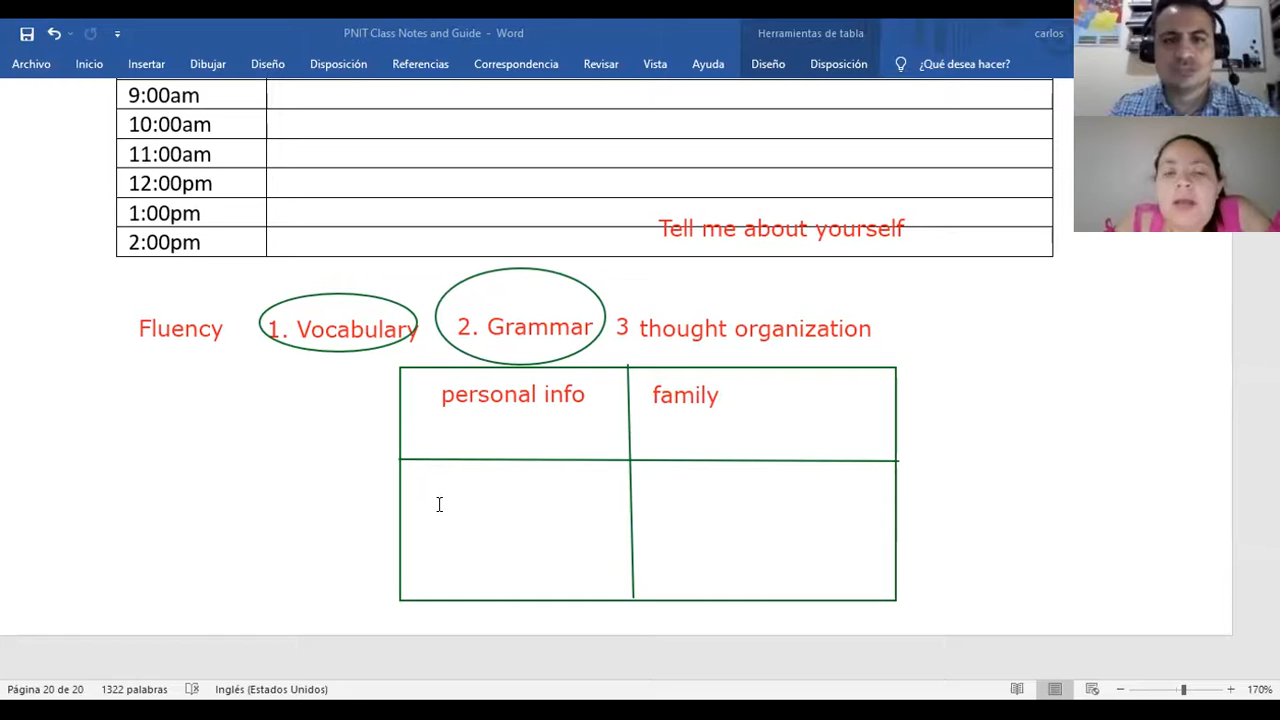 PNIT Class Notes and Guide - Word
Herramientas de tabla
carlos
Archivo Inicio Insertar Dibujar Diseño Disposición Referencias Correspondencia Revisar Vista Ayuda Diseño Disposición ¿Qué desea hacer?
9:00am
10:00am
11:00am
12:00pm
1:00pm
Tell me about yourself
2:00pm
Fluency 1. Vocabulary 2. Grammar 3 thought organization
personal info family
Página 20 de 20 1322 palabras Inglés (Estados Unidos) 170%